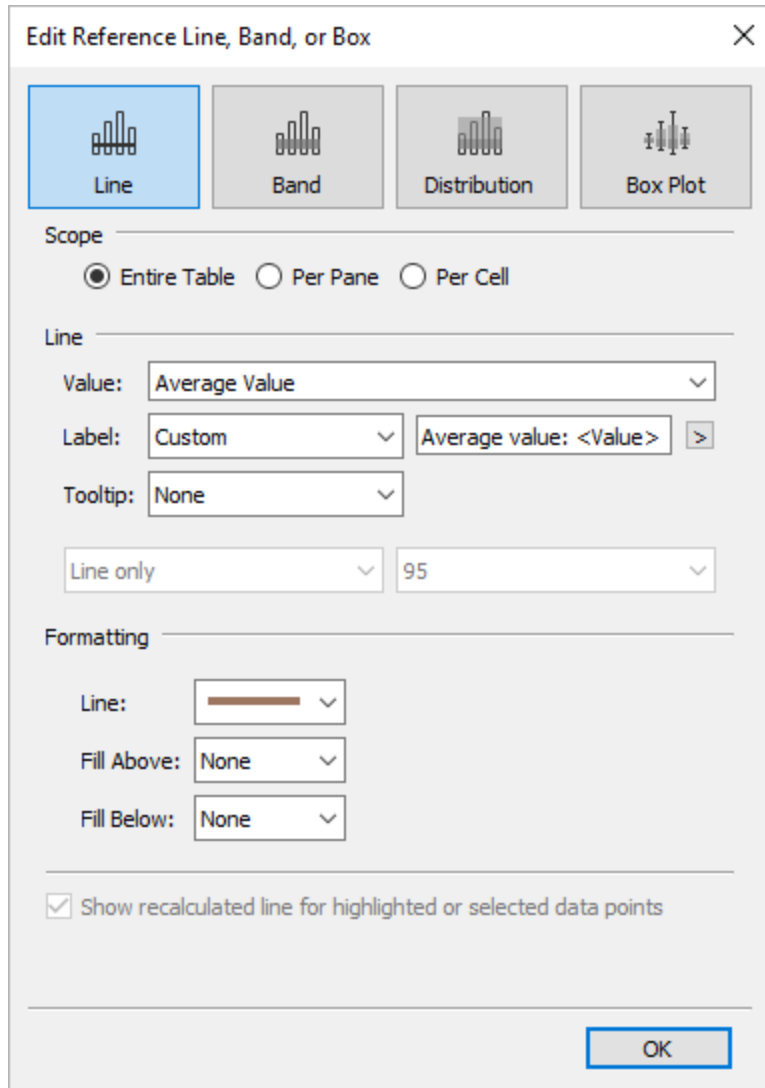 Edit Reference Line, Band, or Box
Line Band Distribution Box Plot
Scope
Entire Table Per Pane Per Cell
Line
Value: Average Value
Label: Custom Average value: <Value> >
Tooltip: None
Line only 95
Formatting
Line:
Fill Above: None
Fill Below: None
Show recalculated line for highlighted or selected data points
OK